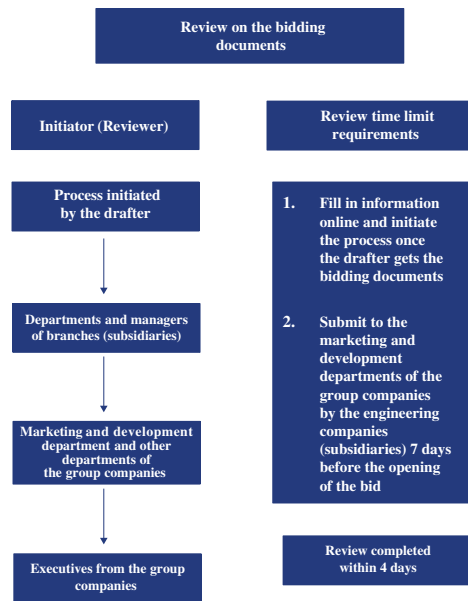 Review on the bidding
documents
Initiator (Reviewer)
Review time limit
requirements
Process initiated
by the drafter
Departments and managers
of branches (subsidiaries)
Marketing and development
department and other
departments of
the group companies
Executives from the group
companies
1. Fill in information
online and initiate
the process once
the drafter gets the
bidding documents
2. Submit to the
marketing and
development
departments of the
group companies
by the engineering
companies
(subsidiaries) 7 days
before the opening
of the bid
Review completed
within 4 days